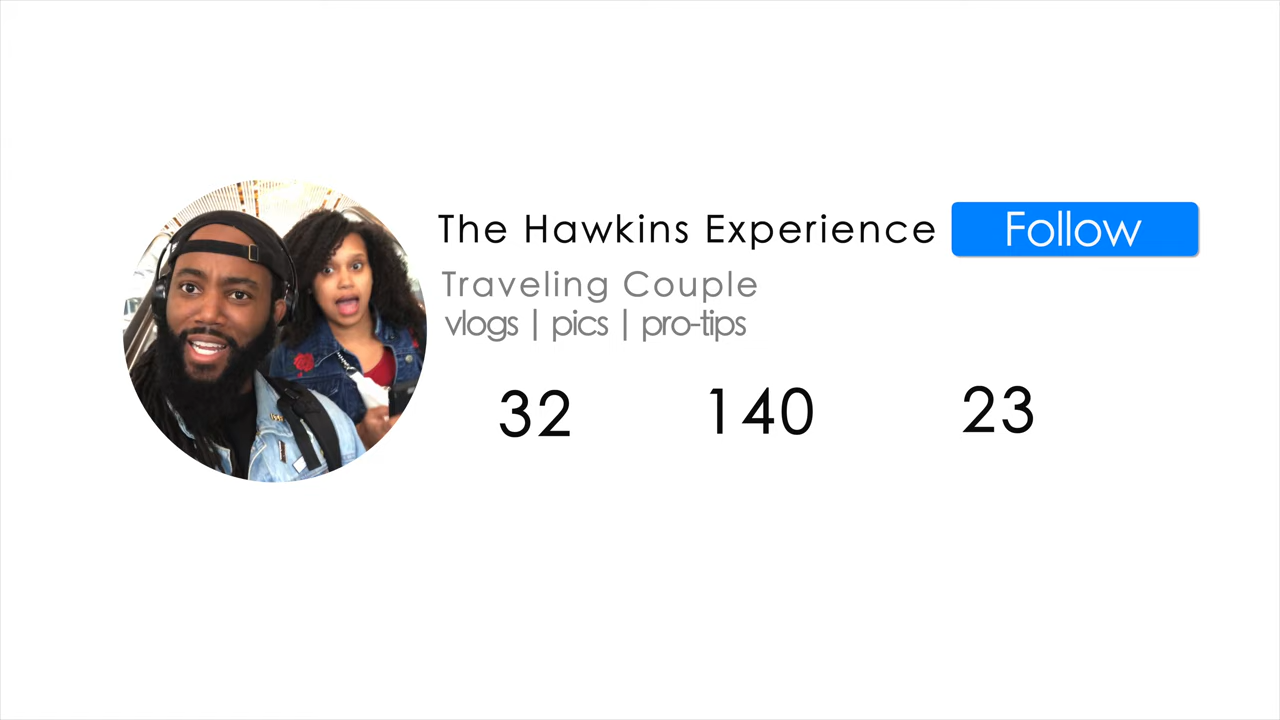 The Hawkins Experience Follow
Traveling Couple
vlogs | pics | pro-tips
32 140 23